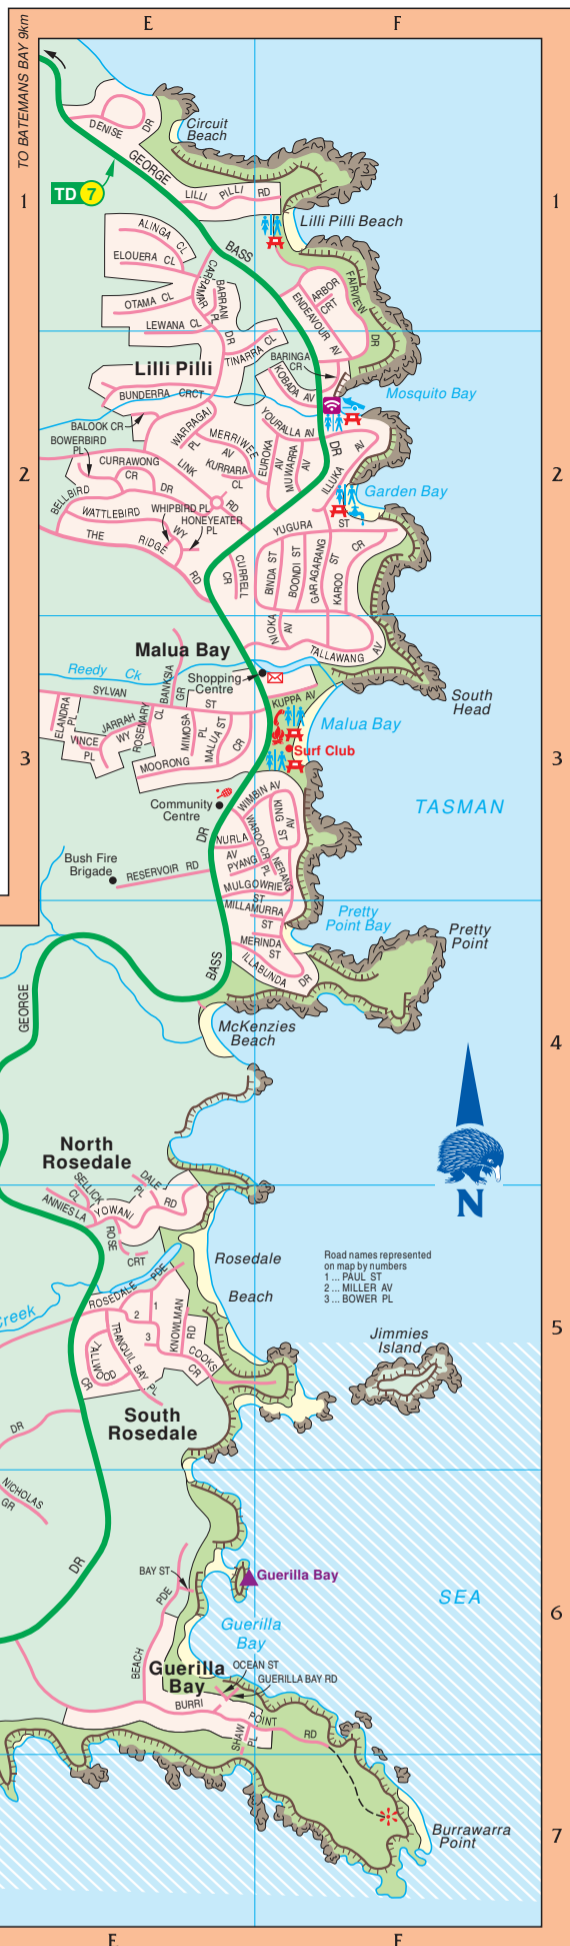 E
F
TO BATEMANS BAY 9km
DENISE DR
Circuit
Beach
GEORGE
TD 7
1
1
LILLI PILLI RD
Lilli Pilli Beach
BASS
ALINGA CL
ELOUERA CL
CARRAMAR
BARRANI PL
OTAMA CL
LEWANA CL
DR
TINARRA CL
ARBOR
CRT
FAIRVIEW
DR
ENDEAVOUR AV
BARINGA
CR
KOBADA AV
Lilli Pilli
BUNDERRA CRCT
Mosquito Bay
BALOOK CR
BOWERBIRD
PL
WARRAGAI
PL
MERRIWEE
AV
YOURALLA AV
DR
CURRAWONG
CR
LINK
KURRARA
CL
EUROKA
AV
MUWARRA
AV
ILLUKA AV
2
2
BELLBIRD
DR
WATTLEBIRD
WHIPBIRD PL
HONEYEATER
PL
WY
RD
Garden Bay
THE RIDGE RD
YUGURA ST
CURRELL
CR
BINDA ST
BOONDI ST
GARAGARANG
KAROO ST
CR
NIOKA
AV
TALLAWANG AV
Malua Bay
Reedy Ck
Shopping
Centre
SYLVAN ST
BANKSIA
GR
KUPPA AV
South
Head
ELANDRA
PL
VINCE
PL
JARRAH
WY
ROSEMARY
CL
MIMOSA
PL
MALUA ST
CR
MOORONG
Malua Bay
Surf Club
3
3
Community
Centre
TASMAN
WIMBIN AV
KING ST
AV
WAROO CR
NURLA
AV
PYANG PL
NERANG
DR
Bush Fire
Brigade
RESERVOIR RD
MULGOWRIE
ST
MILLAMURRA
ST
MERINDA
ST
ILLABUNDA DR
Pretty
Point Bay
Pretty
Point
BASS
GEORGE
McKenzies
Beach
4
4
N
North
Rosedale
SELLICK
CL
DALE
PL
RD
ANNIES LA
YOWANI
ROSE
CRT
Rosedale
Beach
Road names represented
on map by numbers
1 ... PAUL ST
2 ... MILLER AV
3 ... BOWER PL
Creek
ROSEDALE PDE
1
2
3
KNOWLMAN
RD
COOKS
CR
TALLWOOD
CR
TRANQUIL BAY PL
5
Jimmies
Island
South
Rosedale
DR
NICHOLAS
GR
DR
BAY ST
PDE
Guerilla Bay
SEA
6
Guerilla
Bay
BEACH
Guerilla
Bay
OCEAN ST
GUERILLA BAY RD
BURRI POINT RD
SHAW
PL
Burrawarra
Point
7
E
F